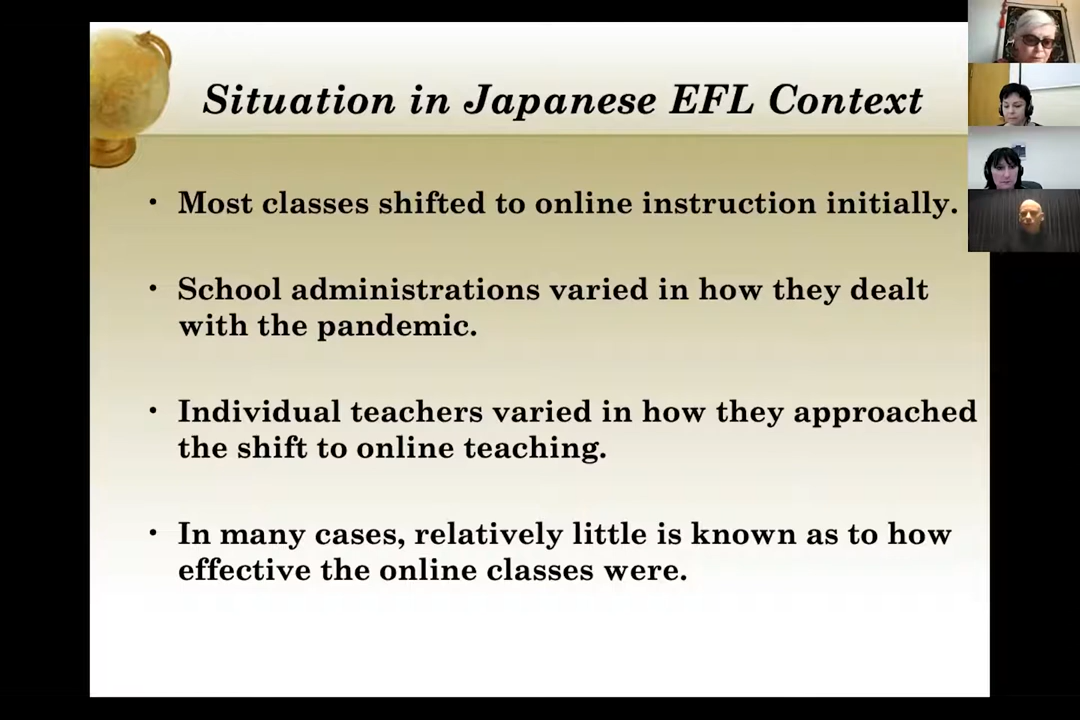 Situation in Japanese EFL Context
• Most classes shifted to online instruction initially.
• School administrations varied in how they dealt
with the pandemic.
• Individual teachers varied in how they approached
the shift to online teaching.
• In many cases, relatively little is known as to how
effective the online classes were.